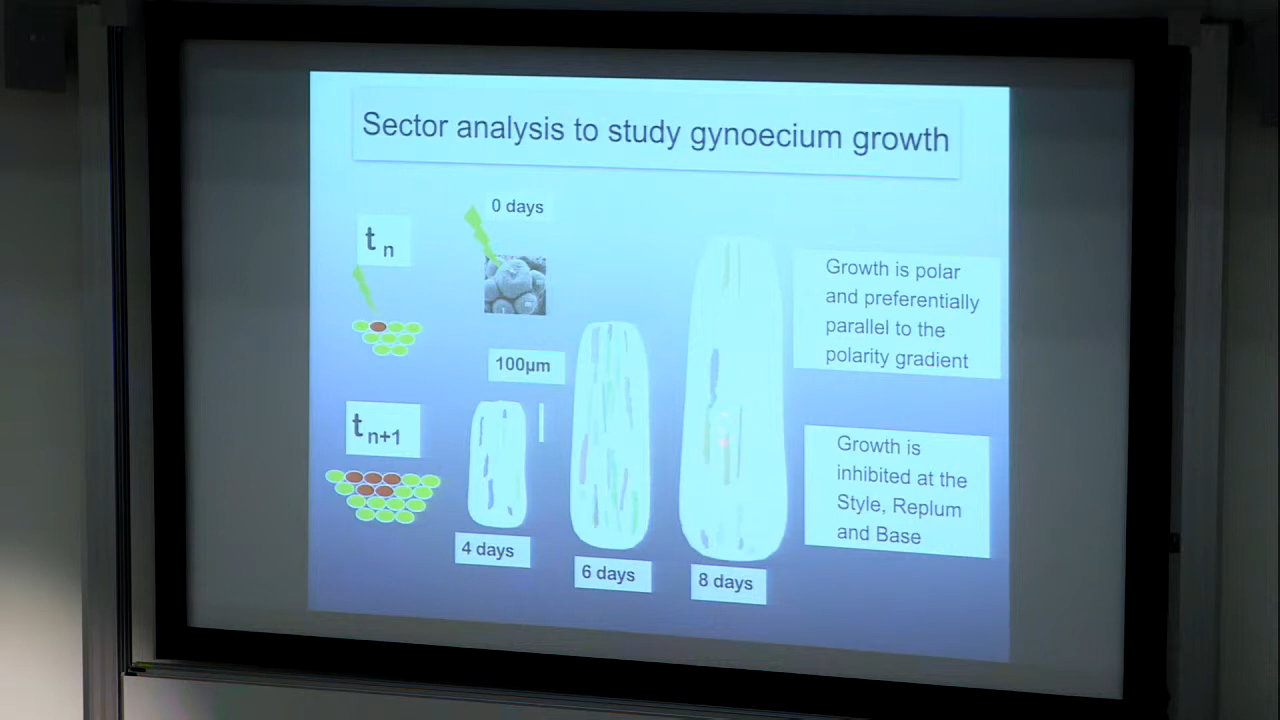 Sector analysis to study gynoecium growth
0 days
t n
100µm
t n+1
4 days
6 days
8 days
Growth is polar
and preferentially
parallel to the
polarity gradient
Growth is
inhibited at the
Style, Replum
and Base